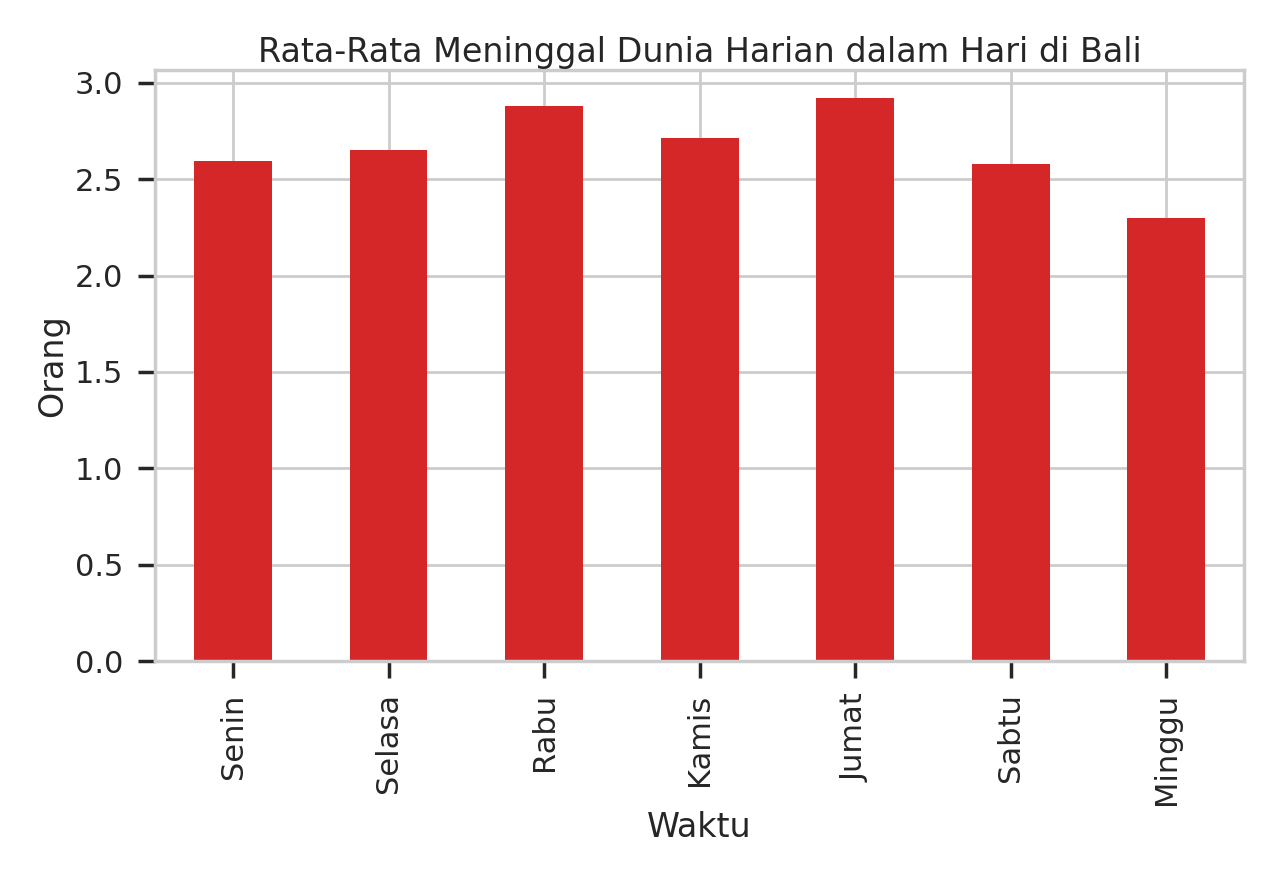 Rata-Rata Meninggal Dunia Harian dalam Hari di Bali
3.0
2.5
2.0
1.5
1.0
0.5
0.0
Orang
Senin
Selasa
Rabu
Kamis
Jumat
Sabtu
Minggu
Waktu